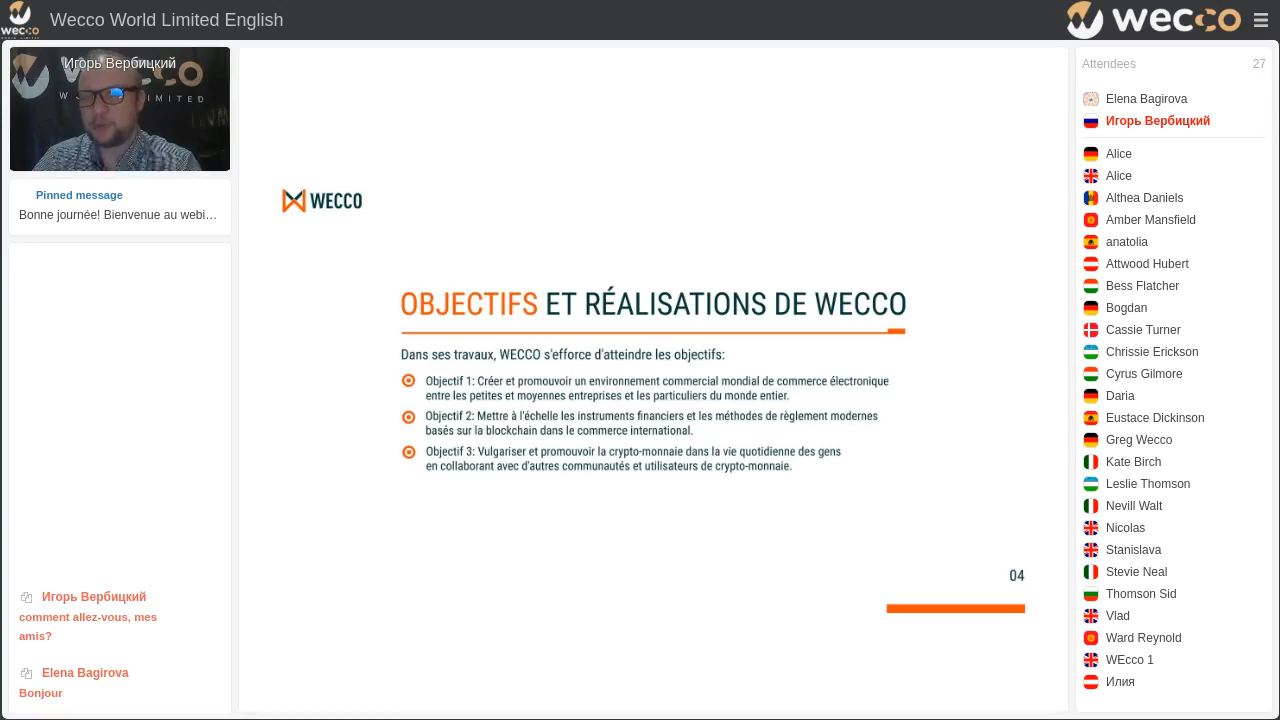 wecco
Wecco World Limited English
wecco
Игорь Вербицкий
Pinned message
Bonne journée! Bienvenue au webi…
Игорь Вербицкий
comment allez-vous, mes
amis?
Elena Bagirova
Bonjour
WECCO
OBJECTIFS ET RÉALISATIONS DE WECCO
Dans ses travaux, WECCO s'efforce d'atteindre les objectifs:
Objectif 1: Créer et promouvoir un environnement commercial mondial de commerce électronique
entre les petites et moyennes entreprises et les particuliers du monde entier.
Objectif 2: Mettre à l'échelle les instruments financiers et les méthodes de règlement modernes
basés sur la blockchain dans le commerce international.
Objectif 3: Vulgariser et promouvoir la crypto-monnaie dans la vie quotidienne des gens
en collaborant avec d'autres communautés et utilisateurs de crypto-monnaie.
04
Attendees 27
Elena Bagirova
Игорь Вербицкий
Alice
Alice
Althea Daniels
Amber Mansfield
anatolia
Attwood Hubert
Bess Flatcher
Bogdan
Cassie Turner
Chrissie Erickson
Cyrus Gilmore
Daria
Eustace Dickinson
Greg Wecco
Kate Birch
Leslie Thomson
Nevill Walt
Nicolas
Stanislava
Stevie Neal
Thomson Sid
Vlad
Ward Reynold
WEcco 1
Илия